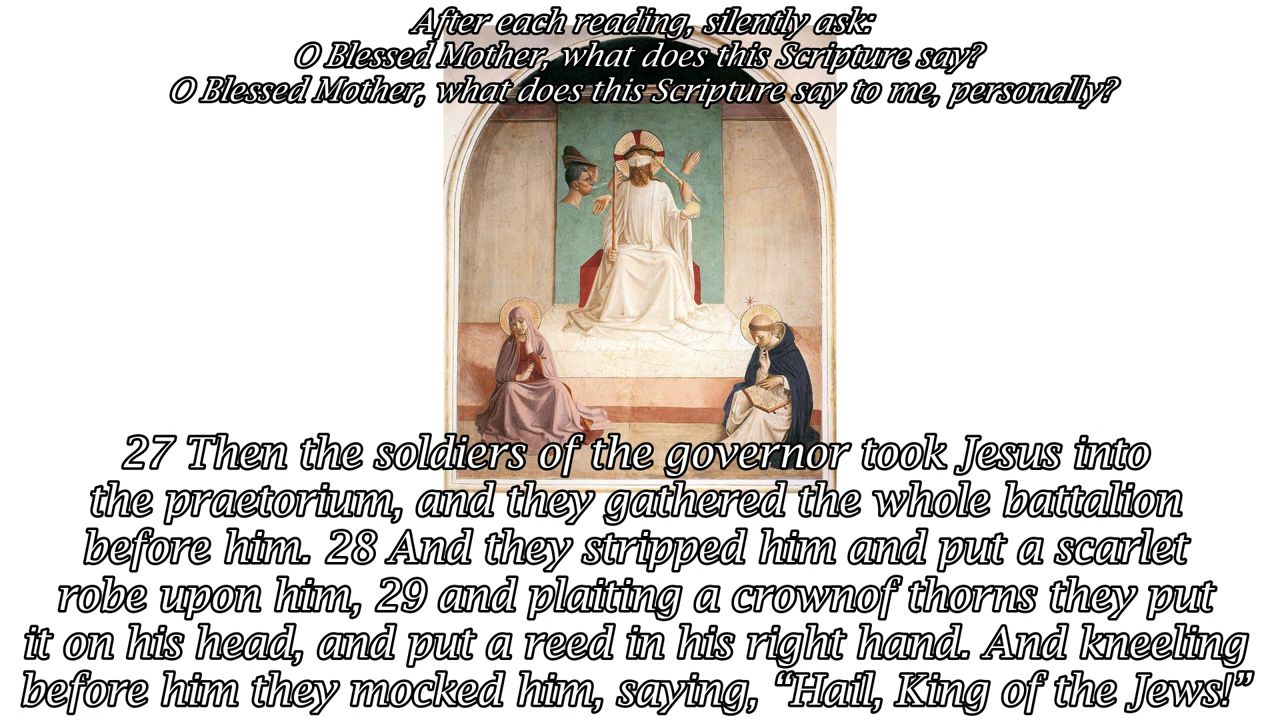 After each reading, silently ask:
O Blessed Mother, what does this Scripture say?
O Blessed Mother, what does this Scripture say to me, personally?
27 Then the soldiers of the governor took Jesus into
the praetorium, and they gathered the whole battalion
before him. 28 And they stripped him and put a scarlet
robe upon him, 29 and plaiting a crownof thorns they put
it on his head, and put a reed in his right hand. And kneeling
before him they mocked him, saying, “Hail, King of the Jews!”